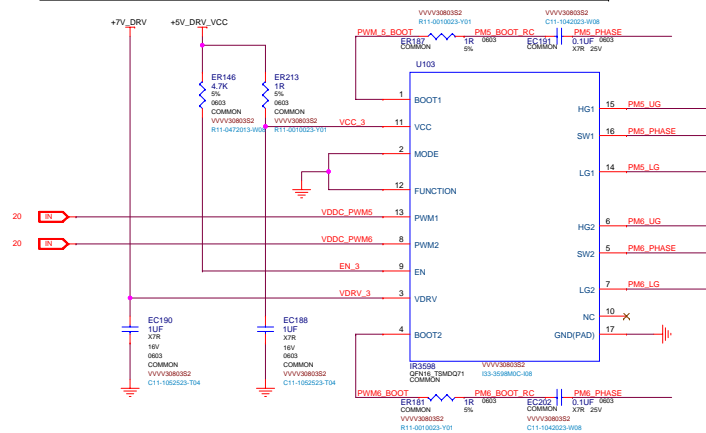 +7V_DRV
+5V_DRV_VCC
VVVV30803S2
R11-0010023-Y01
PWM_5_BOOT
ER187
COMMON
1R
5%
PM5_BOOT_RC
0603
VVVV30803S2
C11-1042023-W08
EC191
COMMON
PM5_PHASE
0.1UF
0603
X7R 25V
ER146
4.7K
5%
0603
COMMON
VVVV30803S2
R11-0472013-W08
ER213
1R
5%
0603
COMMON
VVVV30803S2
R11-0010023-Y01
U103
1 BOOT1
VCC_3 11 VCC
2 MODE
12 FUNCTION
20 IN VDDC_PWM5 13 PWM1
20 IN VDDC_PWM6 8 PWM2
EN_3 9 EN
VDRV_3 3 VDRV
4 BOOT2
HG1 15 PM5_UG
SW1 16 PM5_PHASE
LG1 14 PM5_LG
HG2 6 PM6_UG
SW2 5 PM6_PHASE
LG2 7 PM6_LG
NC 10
GND(PAD) 17
IR3598
QFN16_TSMDQ71
COMMON
VVVV30803S2
I33-3598M0C-I08
EC190
1UF
X7R
16V
0603
COMMON
VVVV30803S2
C11-1052523-T04
EC188
1UF
X7R
16V
0603
COMMON
VVVV30803S2
C11-1052523-T04
PWM6_BOOT
ER181
COMMON
VVVV30803S2
R11-0010023-Y01
1R
5%
PM6_BOOT_RC
0603
EC202
COMMON
VVVV30803S2
C11-1042023-W08
PM6_PHASE
0.1UF
0603
X7R 25V